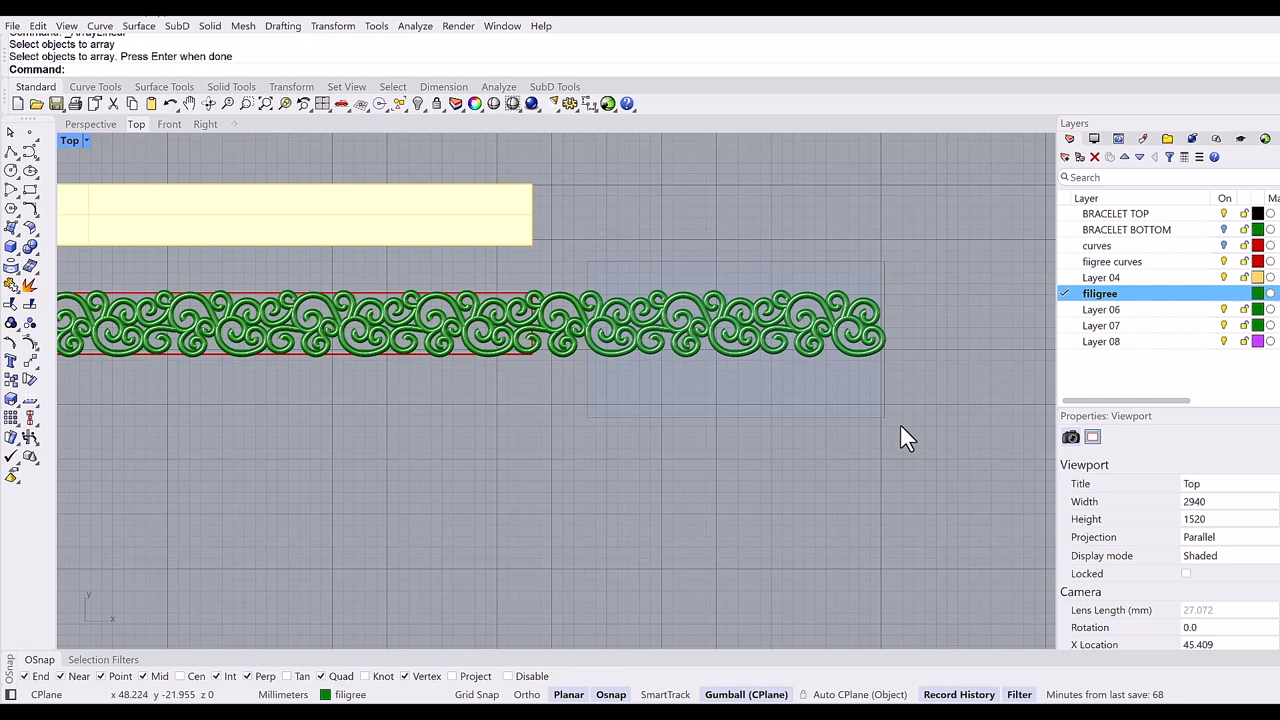 File Edit View Curve Surface SubD Solid Mesh Drafting Transform Tools Analyze Render Window Help
Select objects to array
Select objects to array. Press Enter when done
Command:
Standard Curve Tools Surface Tools Solid Tools Mesh Tools Transform Set View Select Dimension Analyze SubD Tools
Perspective Top Front Right
Top
Layers
Search
Layer On Ma
BRACELET TOP
BRACELET BOTTOM
curves
fiigree curves
Layer 04
filigree
Layer 06
Layer 07
Layer 08
Properties: Viewport
Viewport
Title Top
Width 2940
Height 1520
Projection Parallel
Display mode Shaded
Locked
Camera
Lens Length (mm) 27.072
Rotation 0.0
X Location 45.409
y
x
OSnap
OSnap Selection Filters
End Near Point Mid Cen Int Perp Tan Quad Knot Vertex Project Disable
CPlane x 48.224 y -21.955 z 0 Millimeters filigree Grid Snap Ortho Planar Osnap SmartTrack Gumball (CPlane) Auto CPlane (Object) Record History Filter Minutes from last save: 68